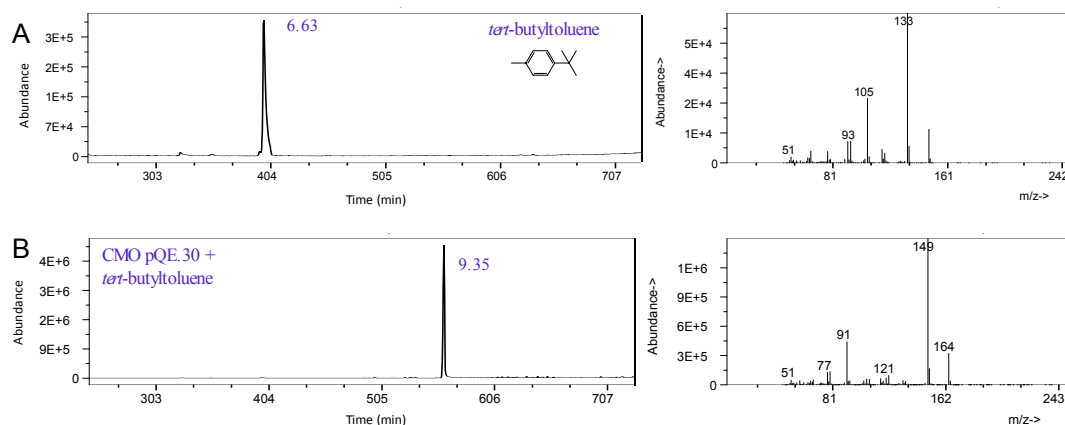 A
Abundance
3E+5
3E+5
1E+5
7E+4
0
6.63
tert-butyltoluene
303
404
505
606
707
Time (min)
Abundance->
5E+4
4E+4
2E+4
1E+4
0
133
105
93
51
81
161
242
m/z->
B
CMO pQE.30 +
tert-butyltoluene
Abundance
4E+6
3E+6
2E+6
9E+5
0
9.35
303
404
505
606
707
Time (min)
Abundance->
1E+6
9E+5
6E+5
3E+5
0
149
91
164
77
121
51
81
162
243
m/z->